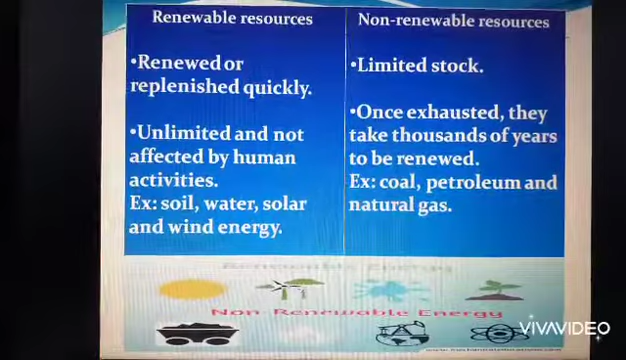 Renewable resources
Non-renewable resources
•Renewed or
replenished quickly.
•Unlimited and not
affected by human
activities.
Ex: soil, water, solar
and wind energy.
•Limited stock.
•Once exhausted, they
take thousands of years
to be renewed.
Ex: coal, petroleum and
natural gas.
Renewable Energy
Non-Renewable Energy
VIVAVIDEO